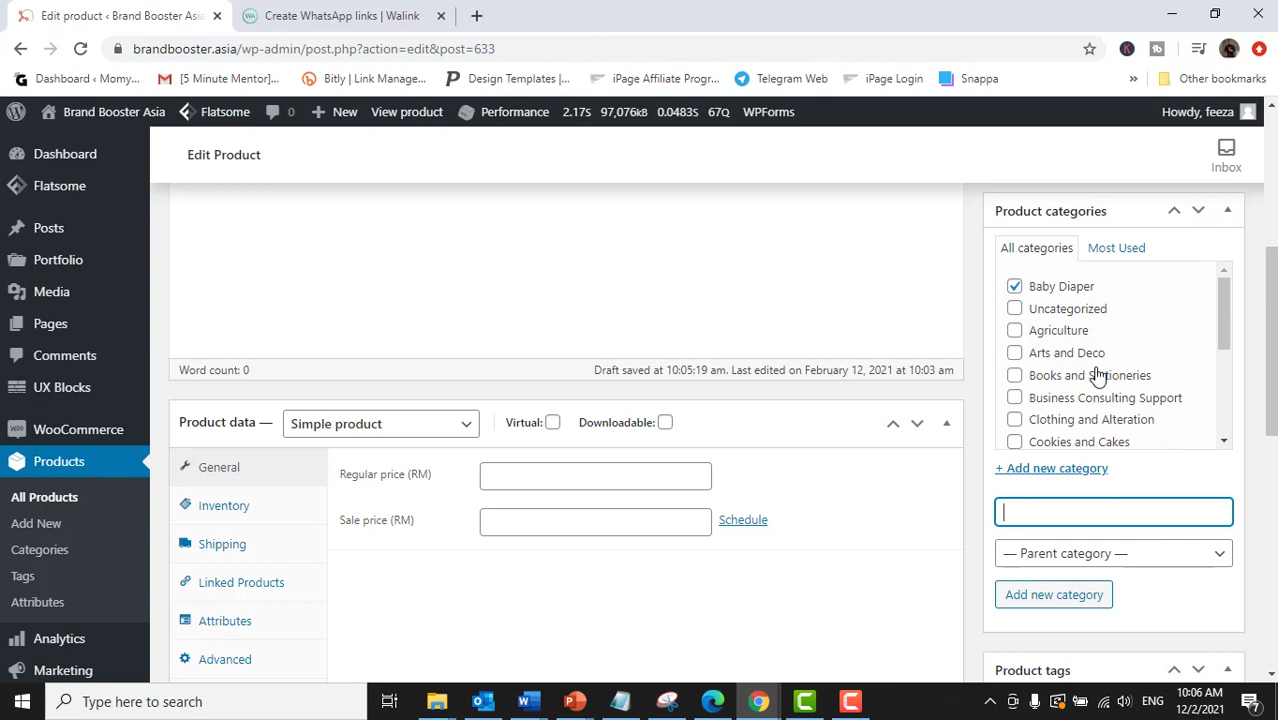 Edit product ‹ Brand Booster Asia
Create WhatsApp links | Walink
brandbooster.asia/wp-admin/post.php?action=edit&post=633
Dashboard ‹ Momy...
[5 Minute Mentor]...
Bitly | Link Manage...
Design Templates |...
iPage Affiliate Progr...
Telegram Web
iPage Login
Snappa
»
Other bookmarks
Brand Booster Asia
Flatsome
0
New
View product
Performance
2.17S 97,076KB 0.0483S 67Q
WPForms
Howdy, feeza
Dashboard
Flatsome
Posts
Portfolio
Media
Pages
Comments
UX Blocks
WooCommerce
Products
All Products
Add New
Categories
Tags
Attributes
Analytics
Marketing
Edit Product
Inbox
Word count: 0
Draft saved at 10:05:19 am. Last edited on February 12, 2021 at 10:03 am
Product data —
Simple product
Virtual:
Downloadable:
General
Inventory
Shipping
Linked Products
Attributes
Advanced
Regular price (RM)
Sale price (RM)
Schedule
Product categories
All categories
Most Used
Baby Diaper
Uncategorized
Agriculture
Arts and Deco
Books and Stationeries
Business Consulting Support
Clothing and Alteration
Cookies and Cakes
+ Add new category
— Parent category —
Add new category
Product tags
Type here to search
ENG
10:06 AM
12/2/2021
7